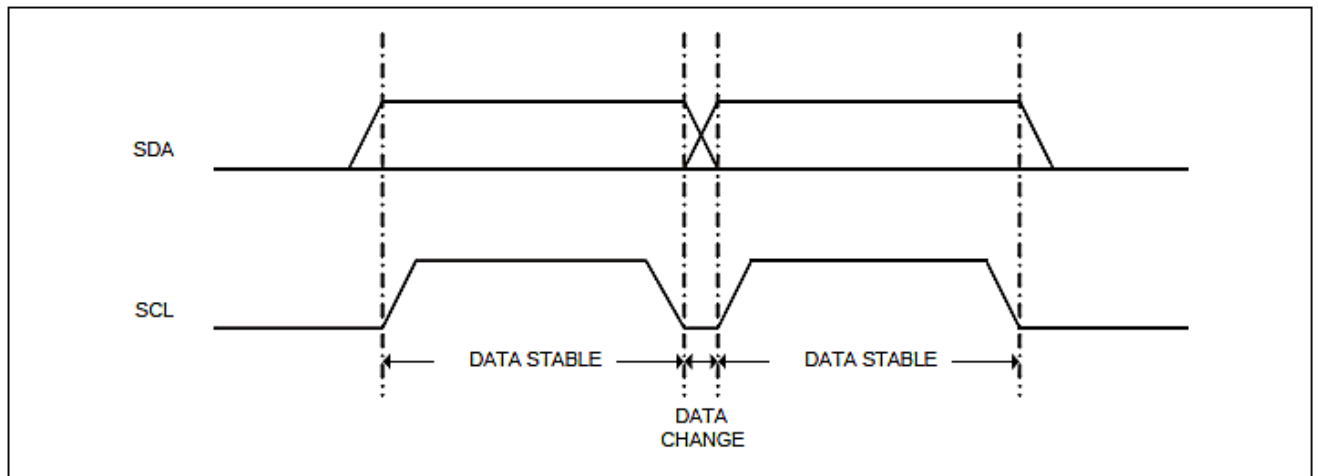 SDA
SCL
DATA STABLE
DATA STABLE
DATA
CHANGE